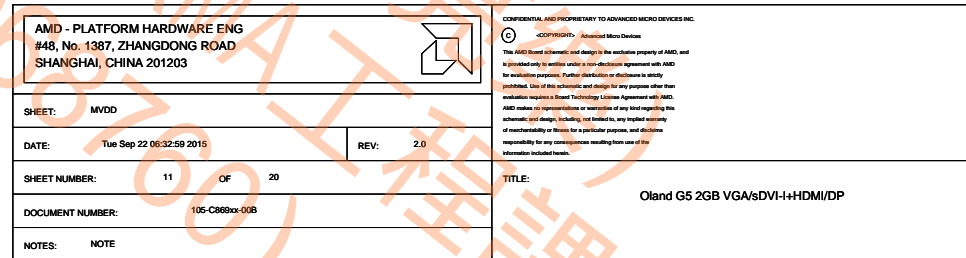 AMD - PLATFORM HARDWARE ENG
#48, No. 1387, ZHANGDONG ROAD
SHANGHAI, CHINA 201203
SHEET: MVDD
DATE: Tue Sep 22 06:32:59 2015 REV: 2.0
SHEET NUMBER: 11 OF 20
DOCUMENT NUMBER: 105-C869xx-00B
NOTES: NOTE
CONFIDENTIAL AND PROPRIETARY TO ADVANCED MICRO DEVICES INC.
C <COPYRIGHT> Advanced Micro Devices
This AMD Board schematic and design is the exclusive property of AMD, and
is provided only to entities under a non-disclosure agreement with AMD
for evaluation purposes. Further distribution or disclosure is strictly
prohibited. Use of this schematic and design for any purpose other than
evaluation requires a Board Technology License Agreement with AMD.
AMD makes no representations or warranties of any kind regarding this
schematic and design, including, not limited to, any implied warranty
of merchantability or fitness for a particular purpose, and disclaims
responsibility for any consequences resulting from use of the
information included herein.
TITLE:
Oland G5 2GB VGA/sDVI-I+HDMI/DP